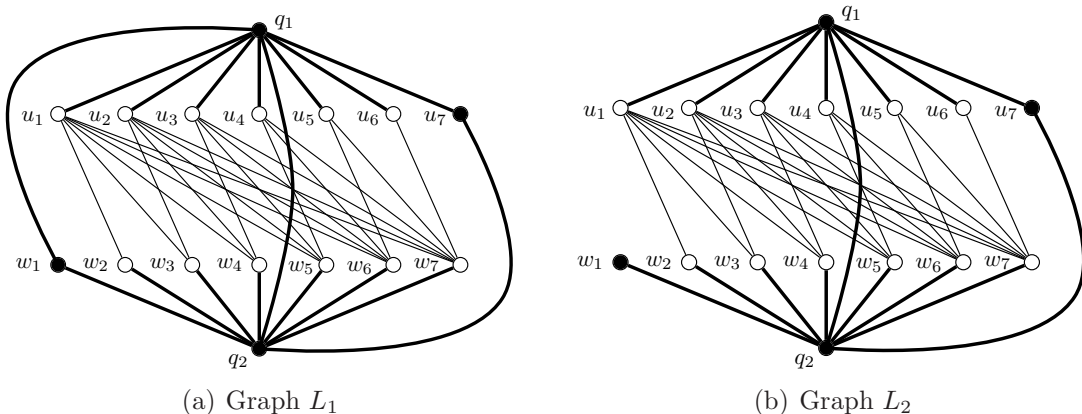 q₁ q₁
u₁ u₂ u₃ u₄ u₅ u₆ u₇ u₁ u₂ u₃ u₄ u₅ u₆ u₇
w₁ w₂ w₃ w₄ w₅ w₆ w₇ w₁ w₂ w₃ w₄ w₅ w₆ w₇
q₂ q₂
(a) Graph L₁ (b) Graph L₂